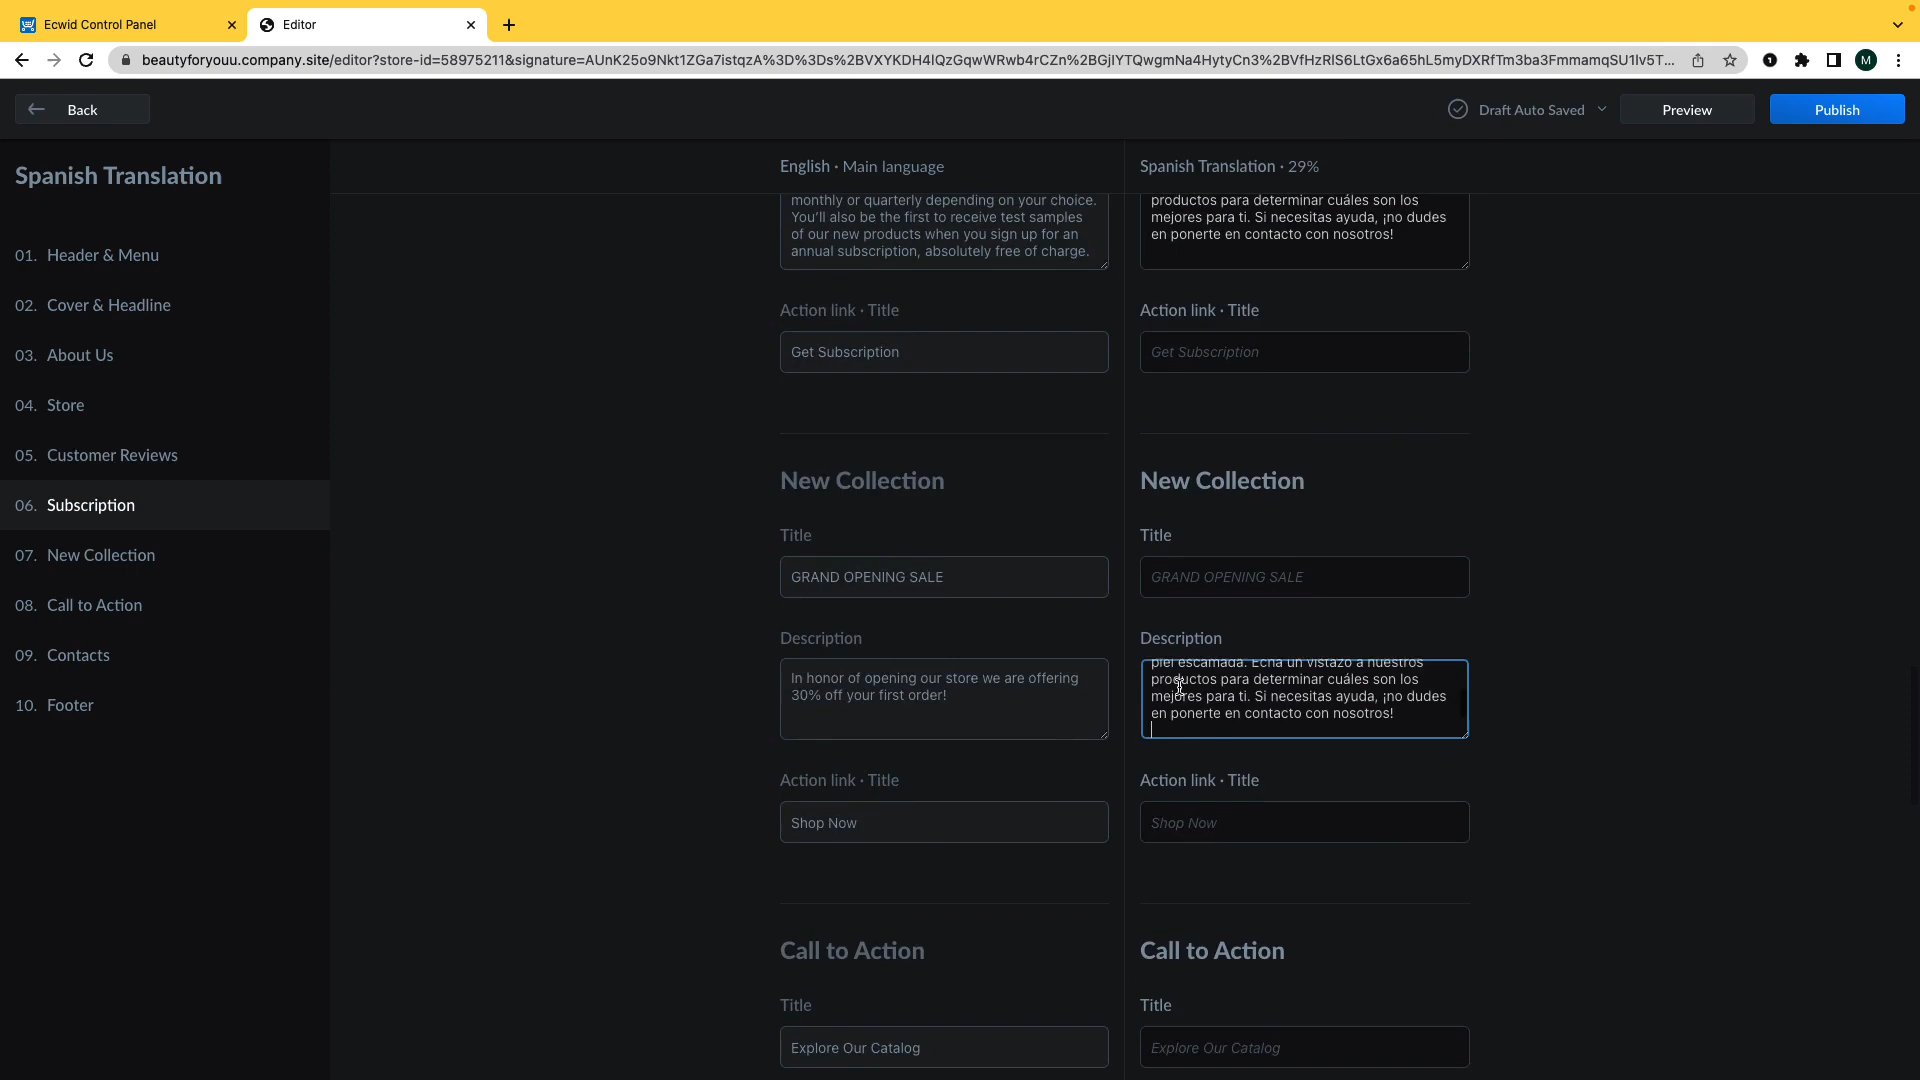 Ecwid Control Panel
Editor
beautyforyouu.company.site/editor?store-id=58975211&signature=AUnK25o9Nkt1ZGa7istqzA%3D%3Ds%2BVXYKDH4lQzGqwWRwb4rCZn%2BGjlYTQwgmNa4HytyCn3%2BVfHzRlS6LtGx6a65hL5myDXRfTm3ba3FmmamqSU1lv5T...
M
Back
Draft Auto Saved
Preview
Publish
Spanish Translation
English · Main language
Spanish Translation · 29%
01. Header & Menu
02. Cover & Headline
03. About Us
04. Store
05. Customer Reviews
06. Subscription
07. New Collection
08. Call to Action
09. Contacts
10. Footer
monthly or quarterly depending on your choice.
You'll also be the first to receive test samples
of our new products when you sign up for an
annual subscription, absolutely free of charge.
productos para determinar cuáles son los
mejores para ti. Si necesitas ayuda, ¡no dudes
en ponerte en contacto con nosotros!
Action link · Title
Get Subscription
Action link · Title
Get Subscription
New Collection
New Collection
Title
GRAND OPENING SALE
Title
GRAND OPENING SALE
Description
In honor of opening our store we are offering
30% off your first order!
Description
piel escamada. Echa un vistazo a nuestros
productos para determinar cuáles son los
mejores para ti. Si necesitas ayuda, ¡no dudes
en ponerte en contacto con nosotros!
Action link · Title
Shop Now
Action link · Title
Shop Now
Call to Action
Call to Action
Title
Explore Our Catalog
Title
Explore Our Catalog